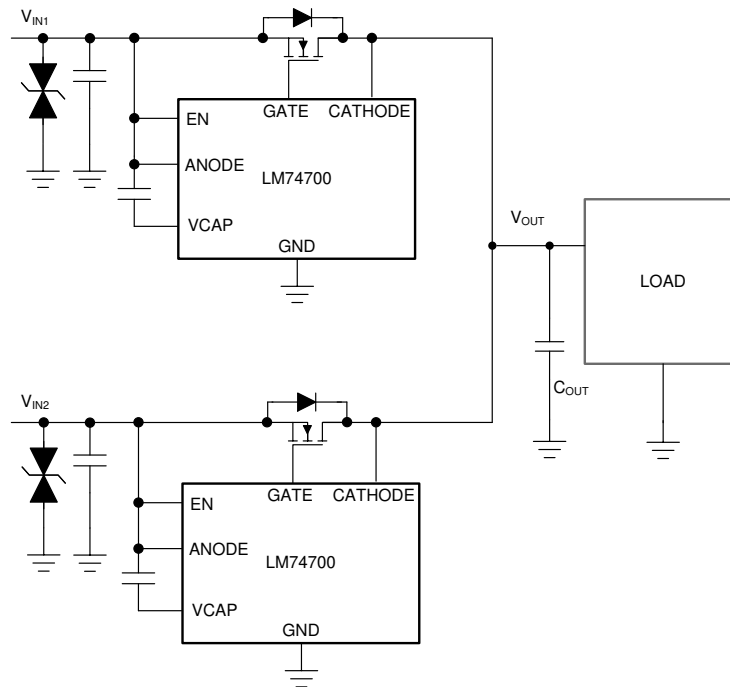 VIN1
GATE CATHODE
EN
ANODE
LM74700
VCAP
GND
VOUT
LOAD
COUT
VIN2
GATE CATHODE
EN
ANODE
LM74700
VCAP
GND